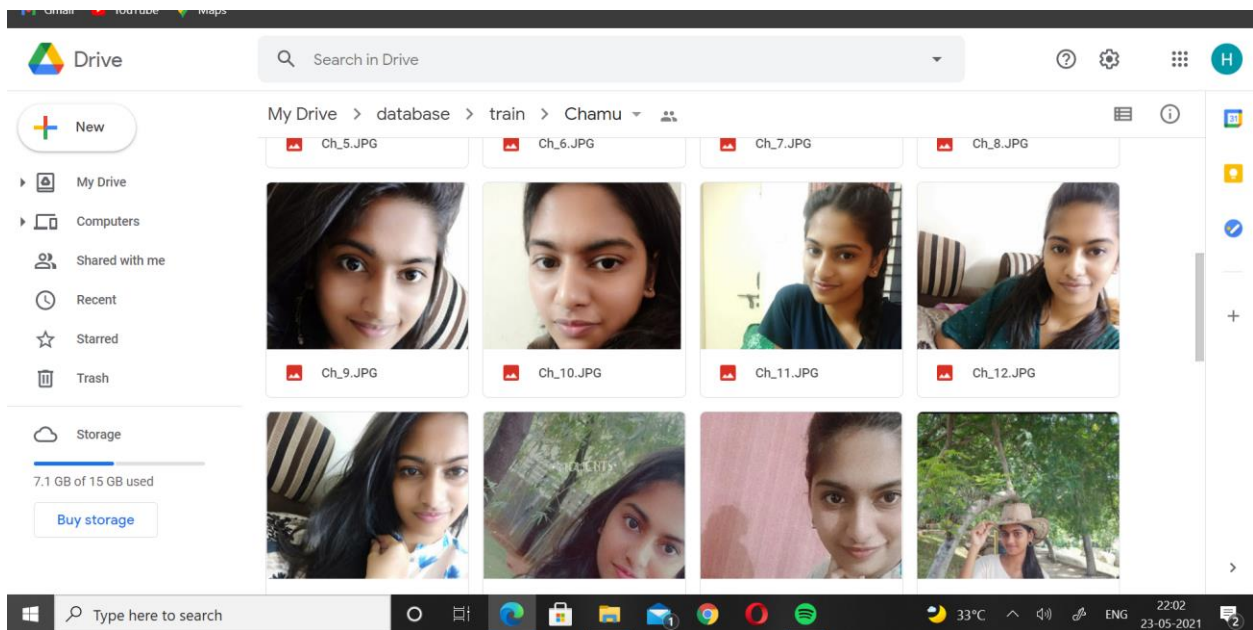 Gmail YouTube Maps
Drive
Search in Drive
H
New
My Drive > database > train > Chamu
31
Ch_5.JPG Ch_6.JPG Ch_7.JPG Ch_8.JPG
My Drive
Computers
Shared with me
Recent
Starred
Trash
Ch_9.JPG Ch_10.JPG Ch_11.JPG Ch_12.JPG
Storage
7.1 GB of 15 GB used
Buy storage
Type here to search
1
33°C
ENG
22:02
23-05-2021
2